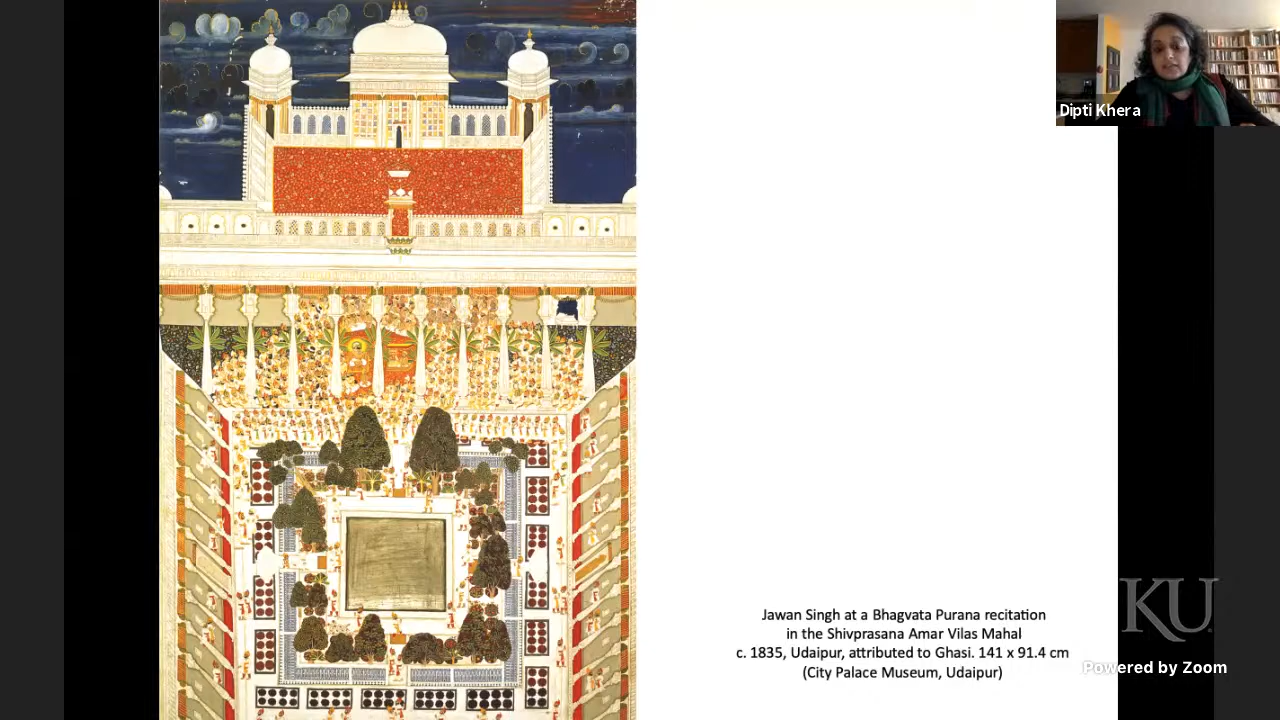 Dipti Khera
Jawan Singh at a Bhagvata Purana recitation
in the Shivprasana Amar Vilas Mahal
c. 1835, Udaipur, attributed to Ghasi. 141 x 91.4 cm
(City Palace Museum, Udaipur)
KU
Powered by Zoom